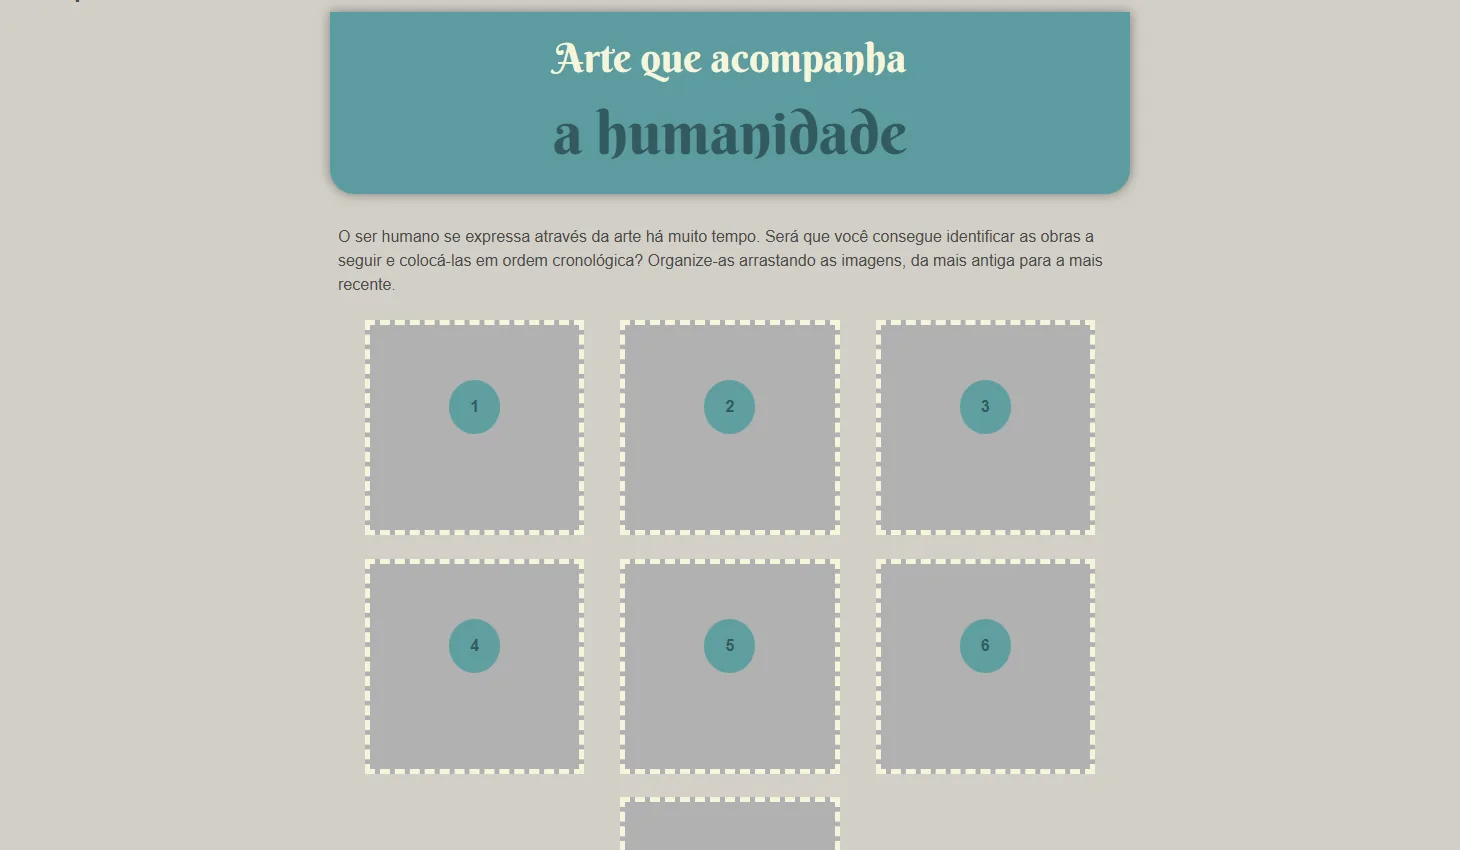 Arte que acompanha
a humanidade
O ser humano se expressa através da arte há muito tempo. Será que você consegue identificar as obras a
seguir e colocá-las em ordem cronológica? Organize-as arrastando as imagens, da mais antiga para a mais
recente.
1
2
3
4
5
6